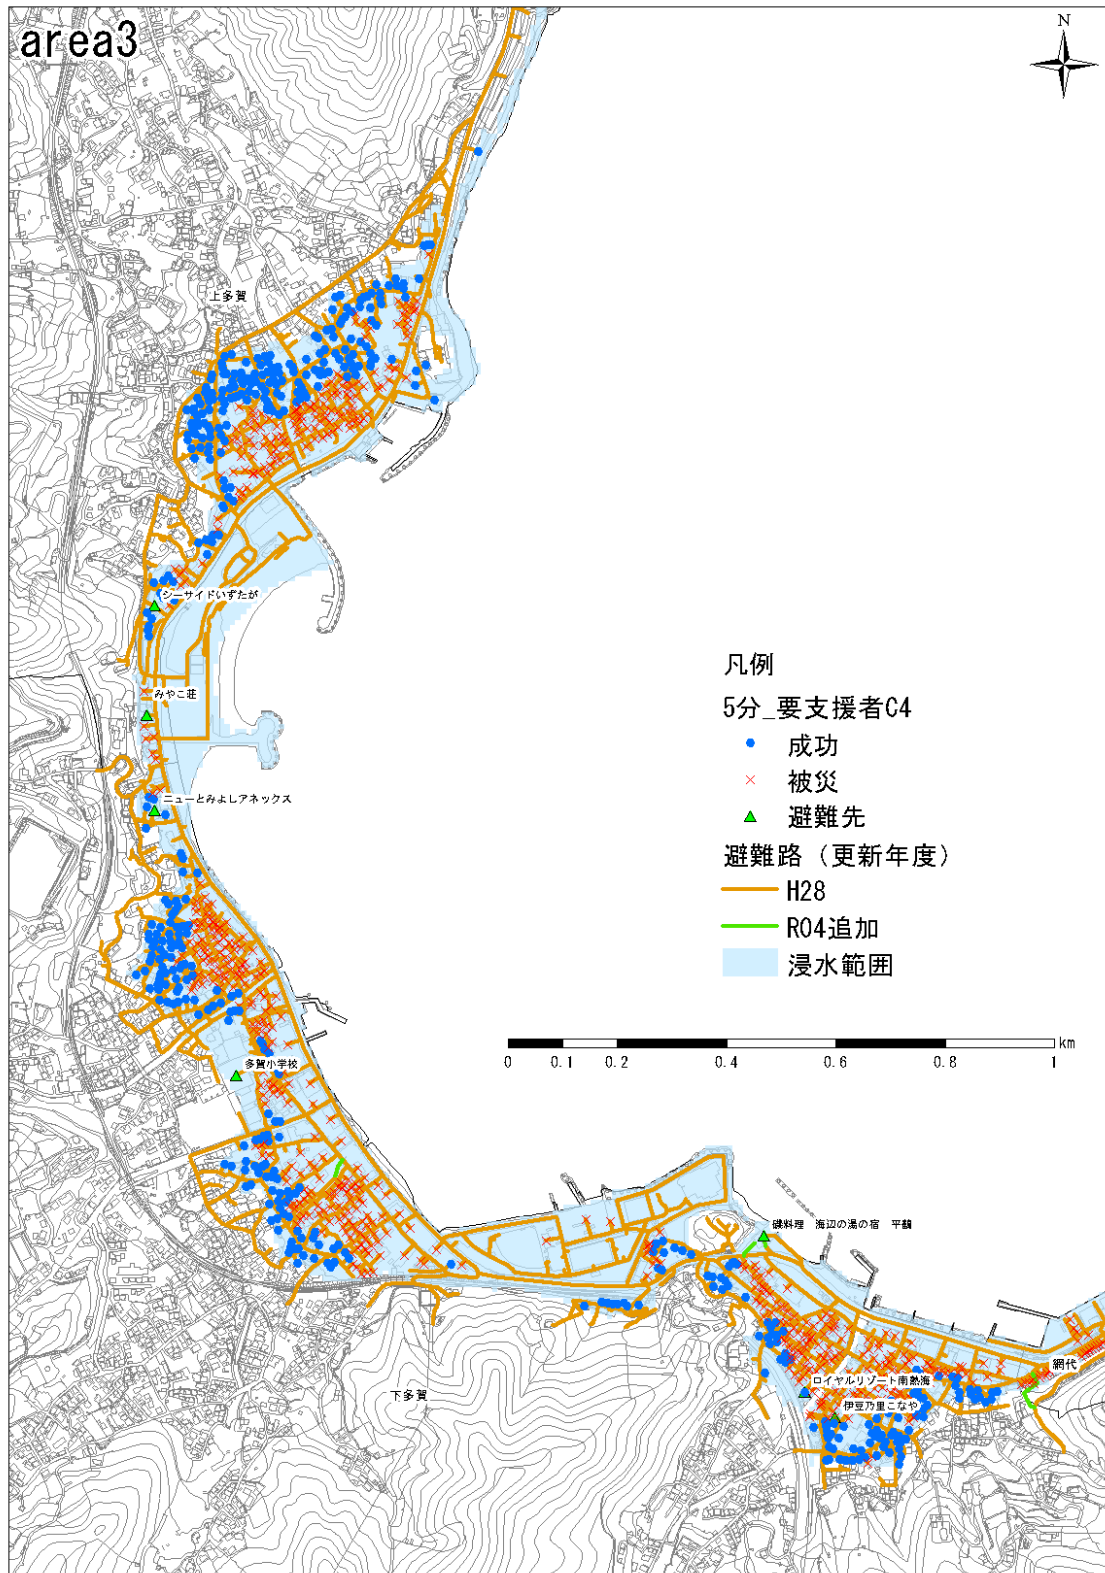 area3
N
上多賀
シーサイドいずたが
みやこ荘
ニューとみよしアネックス
凡例
5分_要支援者C4
成功
被災
避難先
避難路（更新年度）
H28
R04追加
浸水範囲
0 0.1 0.2 0.4 0.6 0.8 1 km
多賀小学校
磯料理 海辺の湯の宿 平鶴
網代
ロイヤルリゾート南熱海
下多賀
伊豆乃里こなや